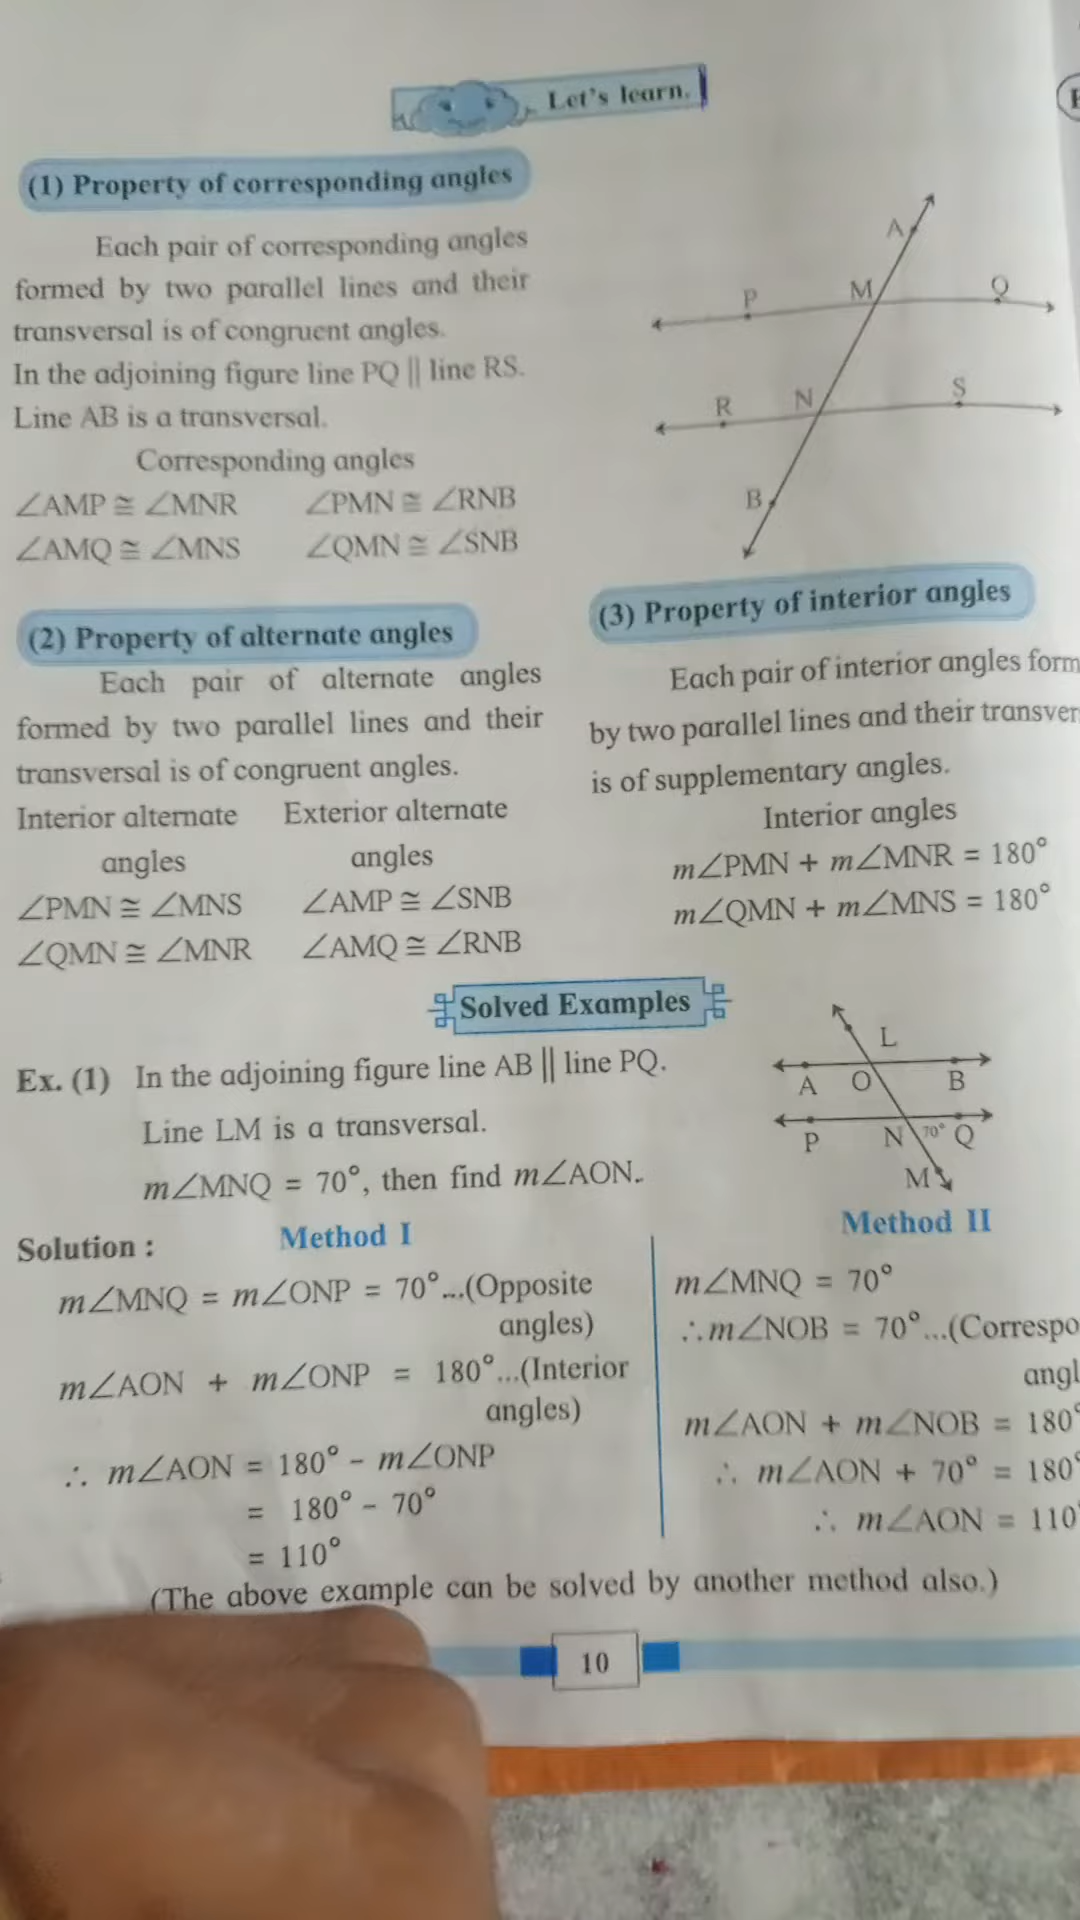 Let's learn.
(1) Property of corresponding angles
Each pair of corresponding angles
formed by two parallel lines and their
transversal is of congruent angles.
In the adjoining figure line PQ || line RS.
Line AB is a transversal.
Corresponding angles
∠AMP ≅ ∠MNR ∠PMN ≅ ∠RNB
∠AMQ ≅ ∠MNS ∠QMN ≅ ∠SNB
A
P M Q
R N S
B
(2) Property of alternate angles
Each pair of alternate angles
formed by two parallel lines and their
transversal is of congruent angles.
Interior alternate Exterior alternate
angles angles
∠PMN ≅ ∠MNS ∠AMP ≅ ∠SNB
∠QMN ≅ ∠MNR ∠AMQ ≅ ∠RNB
(3) Property of interior angles
Each pair of interior angles form
by two parallel lines and their transver
is of supplementary angles.
Interior angles
m∠PMN + m∠MNR = 180°
m∠QMN + m∠MNS = 180°
Solved Examples
Ex. (1) In the adjoining figure line AB || line PQ.
Line LM is a transversal.
m∠MNQ = 70°, then find m∠AON.
L
A O B
P N 70° Q
M
Solution :
Method I
m∠MNQ = m∠ONP = 70°...(Opposite
angles)
m∠AON + m∠ONP = 180°...(Interior
angles)
∴ m∠AON = 180° - m∠ONP
= 180° - 70°
= 110°
Method II
m∠MNQ = 70°
∴m∠NOB = 70°...(Correspo
angl
m∠AON + m∠NOB = 180°
∴ m∠AON + 70° = 180°
∴ m∠AON = 110°
(The above example can be solved by another method also.)
10